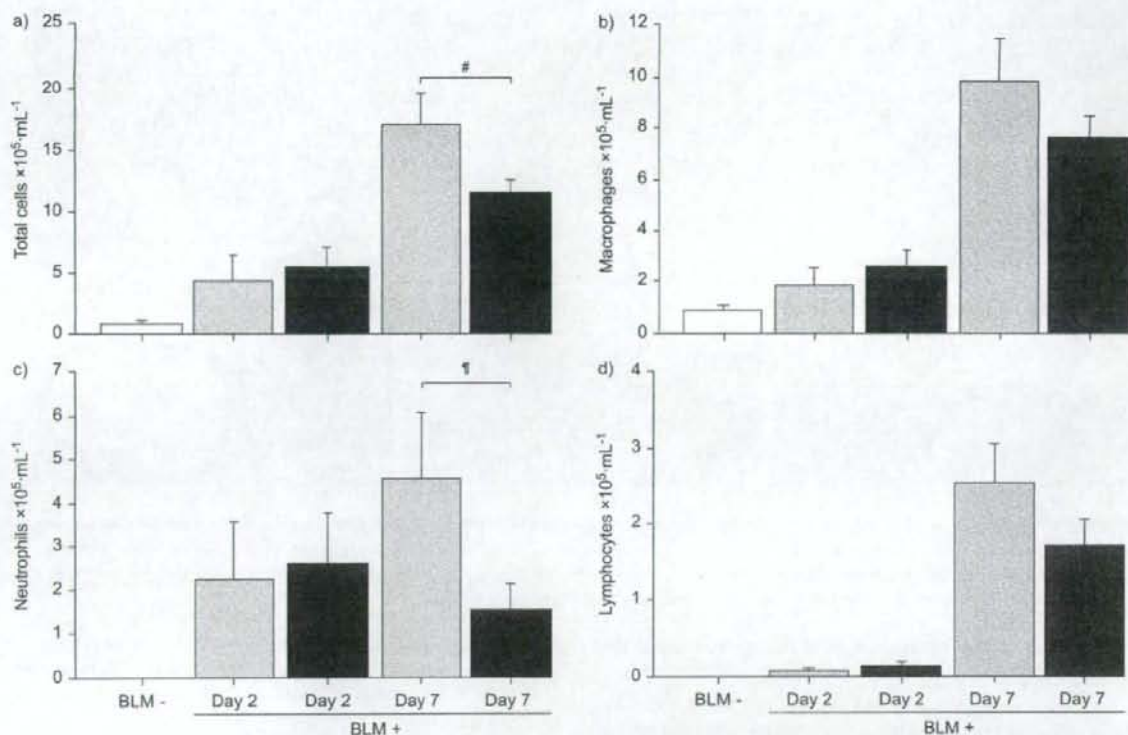 a)
25
20
15
10
5
0
Total cells ×10⁵·mL⁻¹
#
b)
12
10
8
6
4
2
0
Macrophages ×10⁵·mL⁻¹
c)
7
6
5
4
3
2
1
0
Neutrophils ×10⁵·mL⁻¹
¶
BLM - Day 2 Day 2 Day 7 Day 7
BLM +
d)
4
3
2
1
0
Lymphocytes ×10⁵·mL⁻¹
BLM - Day 2 Day 2 Day 7 Day 7
BLM +